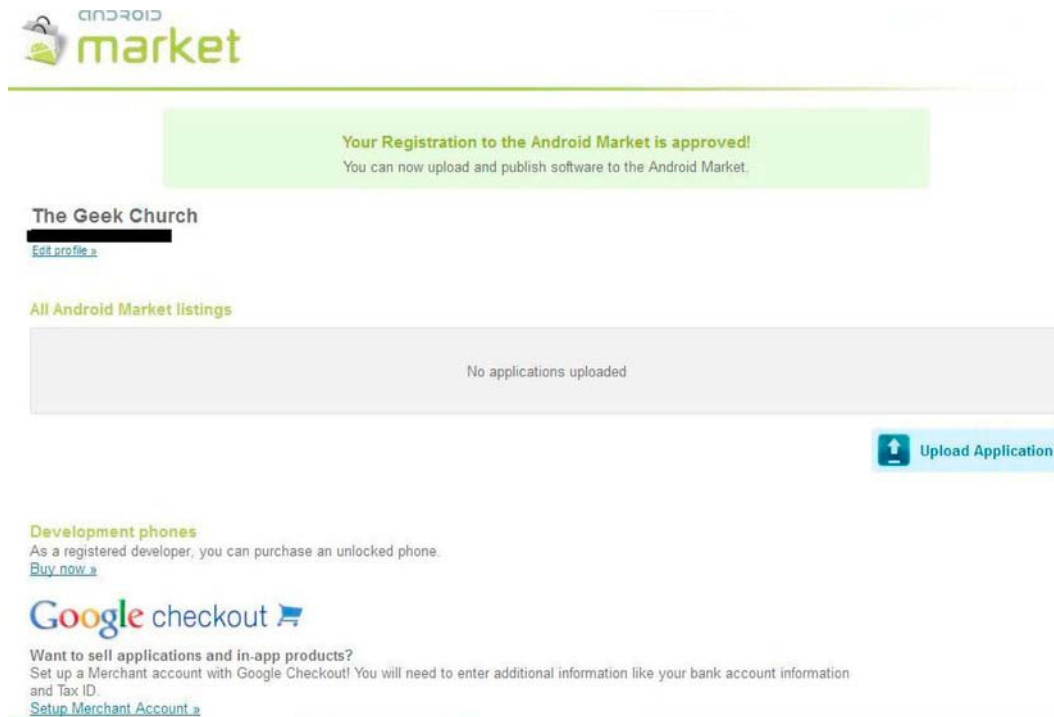 android
market
Your Registration to the Android Market is approved!
You can now upload and publish software to the Android Market.
The Geek Church
Edit profile »
All Android Market listings
No applications uploaded
Upload Application
Development phones
As a registered developer, you can purchase an unlocked phone.
Buy now »
Google checkout
Want to sell applications and in-app products?
Set up a Merchant account with Google Checkout! You will need to enter additional information like your bank account information
and Tax ID.
Setup Merchant Account »